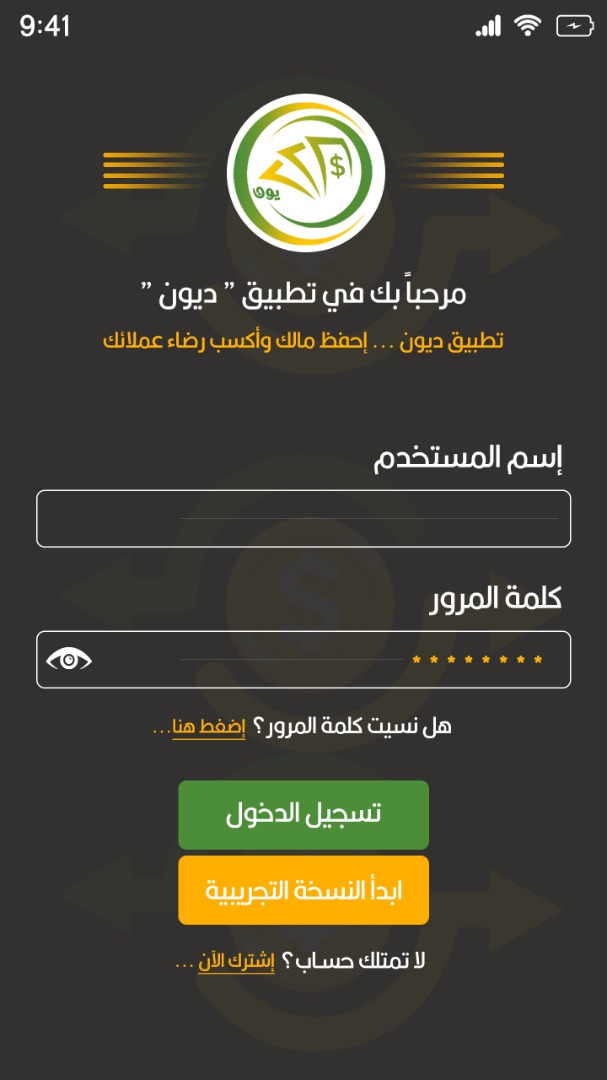 9:41
$
يون
مرحباً بك في تطبيق " ديون "
تطبيق ديون ... إحفظ مالك وأكسب رضاء عملائك
إسم المستخدم
كلمة المرور
********
هل نسيت كلمة المرور؟ إضغط هنا...
تسجيل الدخول
ابدأ النسخة التجريبية
لا تمتلك حساب؟ إشترك الآن ...